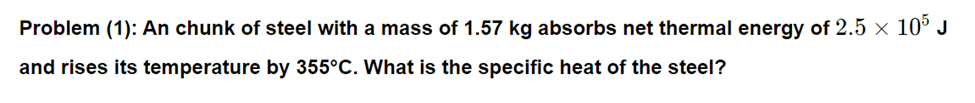 Problem (1): An chunk of steel with a mass of 1.57 kg absorbs net thermal energy of 2.5 × 10⁵ J
and rises its temperature by 355°C. What is the specific heat of the steel?